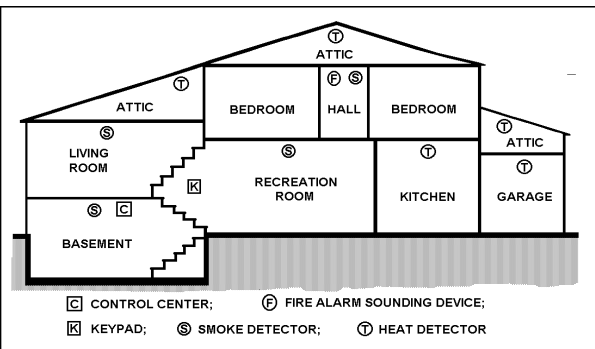 T
ATTIC
T
ATTIC
F S
BEDROOM HALL BEDROOM
S
LIVING
ROOM
T
ATTIC
S
T
T
K
RECREATION
ROOM
KITCHEN
GARAGE
S C
BASEMENT
C CONTROL CENTER; F FIRE ALARM SOUNDING DEVICE;
K KEYPAD; S SMOKE DETECTOR; T HEAT DETECTOR